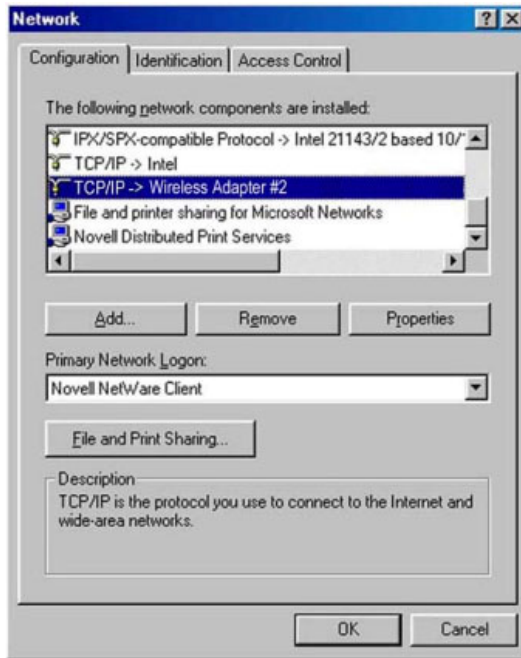 Network
Configuration
Identification
Access Control
The following network components are installed:
IPX/SPX-compatible Protocol -> Intel 21143/2 based 10/
TCP/IP -> Intel
TCP/IP -> Wireless Adapter #2
File and printer sharing for Microsoft Networks
Novell Distributed Print Services
Add...
Remove
Properties
Primary Network Logon:
Novell NetWare Client
File and Print Sharing...
Description
TCP/IP is the protocol you use to connect to the Internet and
wide-area networks.
OK
Cancel